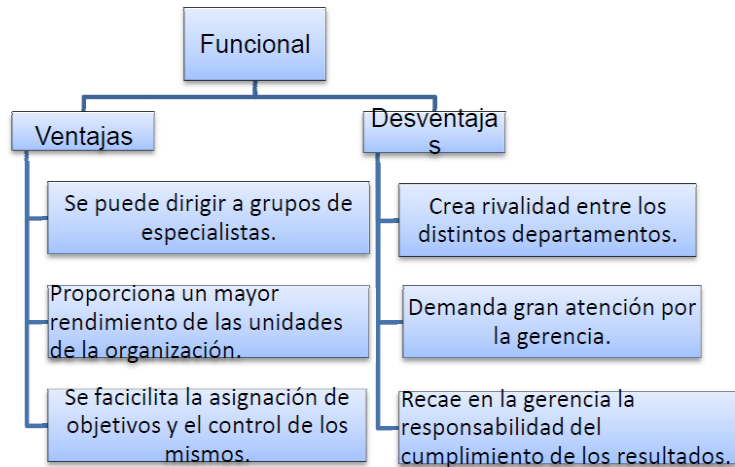 Funcional
Ventajas
Se puede dirigir a grupos de
especialistas.
Proporciona un mayor
rendimiento de las unidades
de la organización.
Se facicilita la asignación de
objetivos y el control de los
mismos.
Desventaja
s
Crea rivalidad entre los
distintos departamentos.
Demanda gran atención por
la gerencia.
Recae en la gerencia la
responsabilidad del
cumplimiento de los resultados.